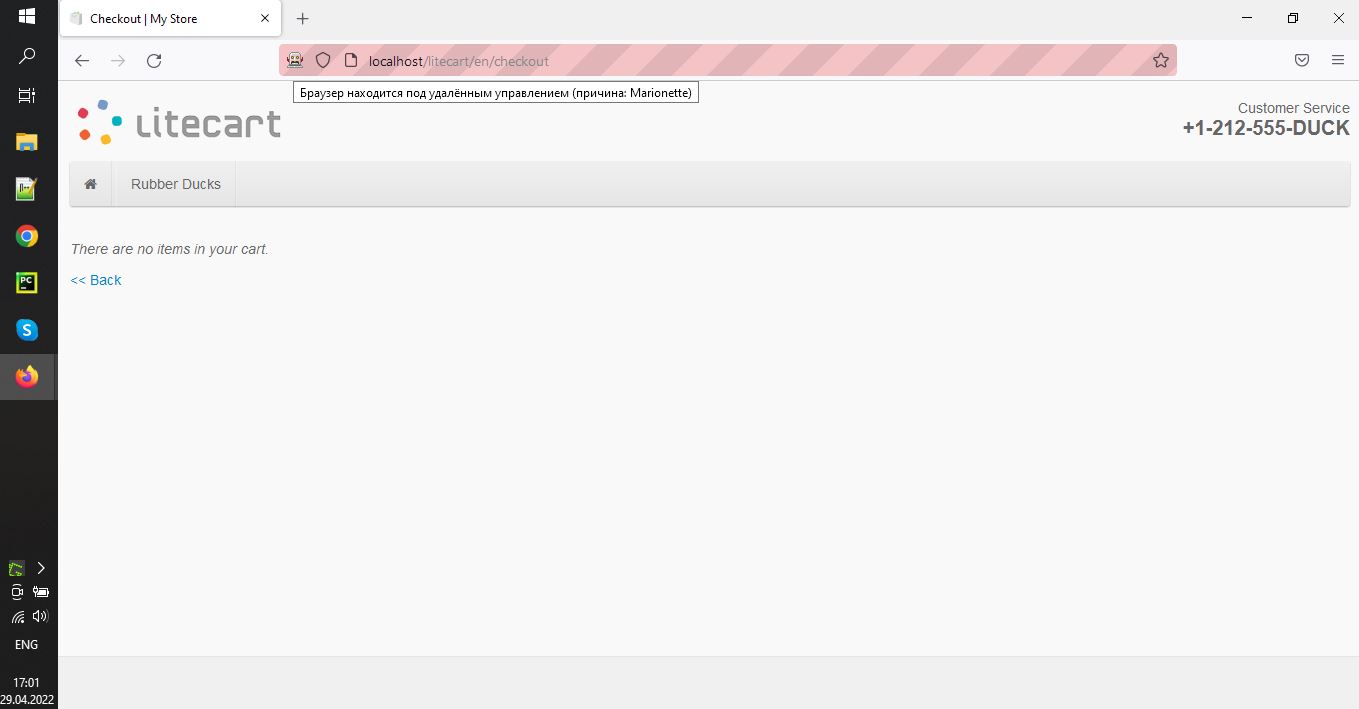 Checkout | My Store
localhost/litecart/en/checkout
Браузер находится под удалённым управлением (причина: Marionette)
Litecart
Customer Service
+1-212-555-DUCK
Rubber Ducks
There are no items in your cart.
<< Back
PC
S
ENG
17:01
29.04.2022